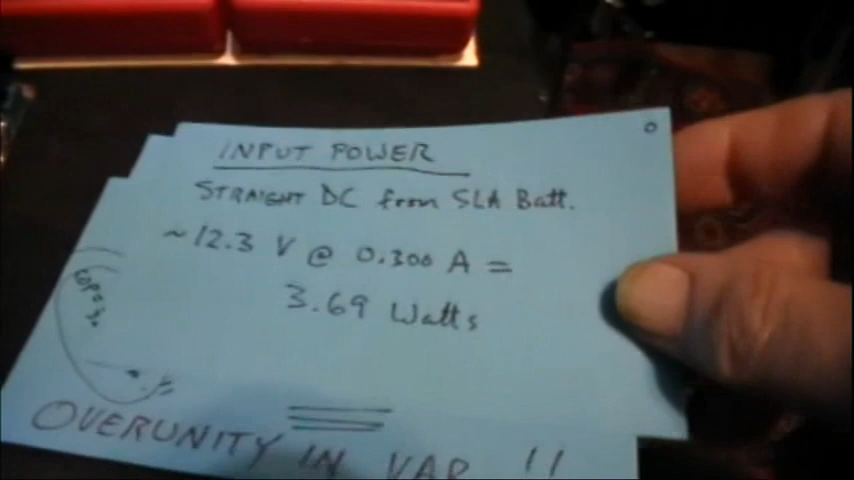 INPUT POWER
STRAIGHT DC from SLA Batt.
~12.3 V @ 0.300 A =
3.69 Watts
OVERUNITY IN VAR !!